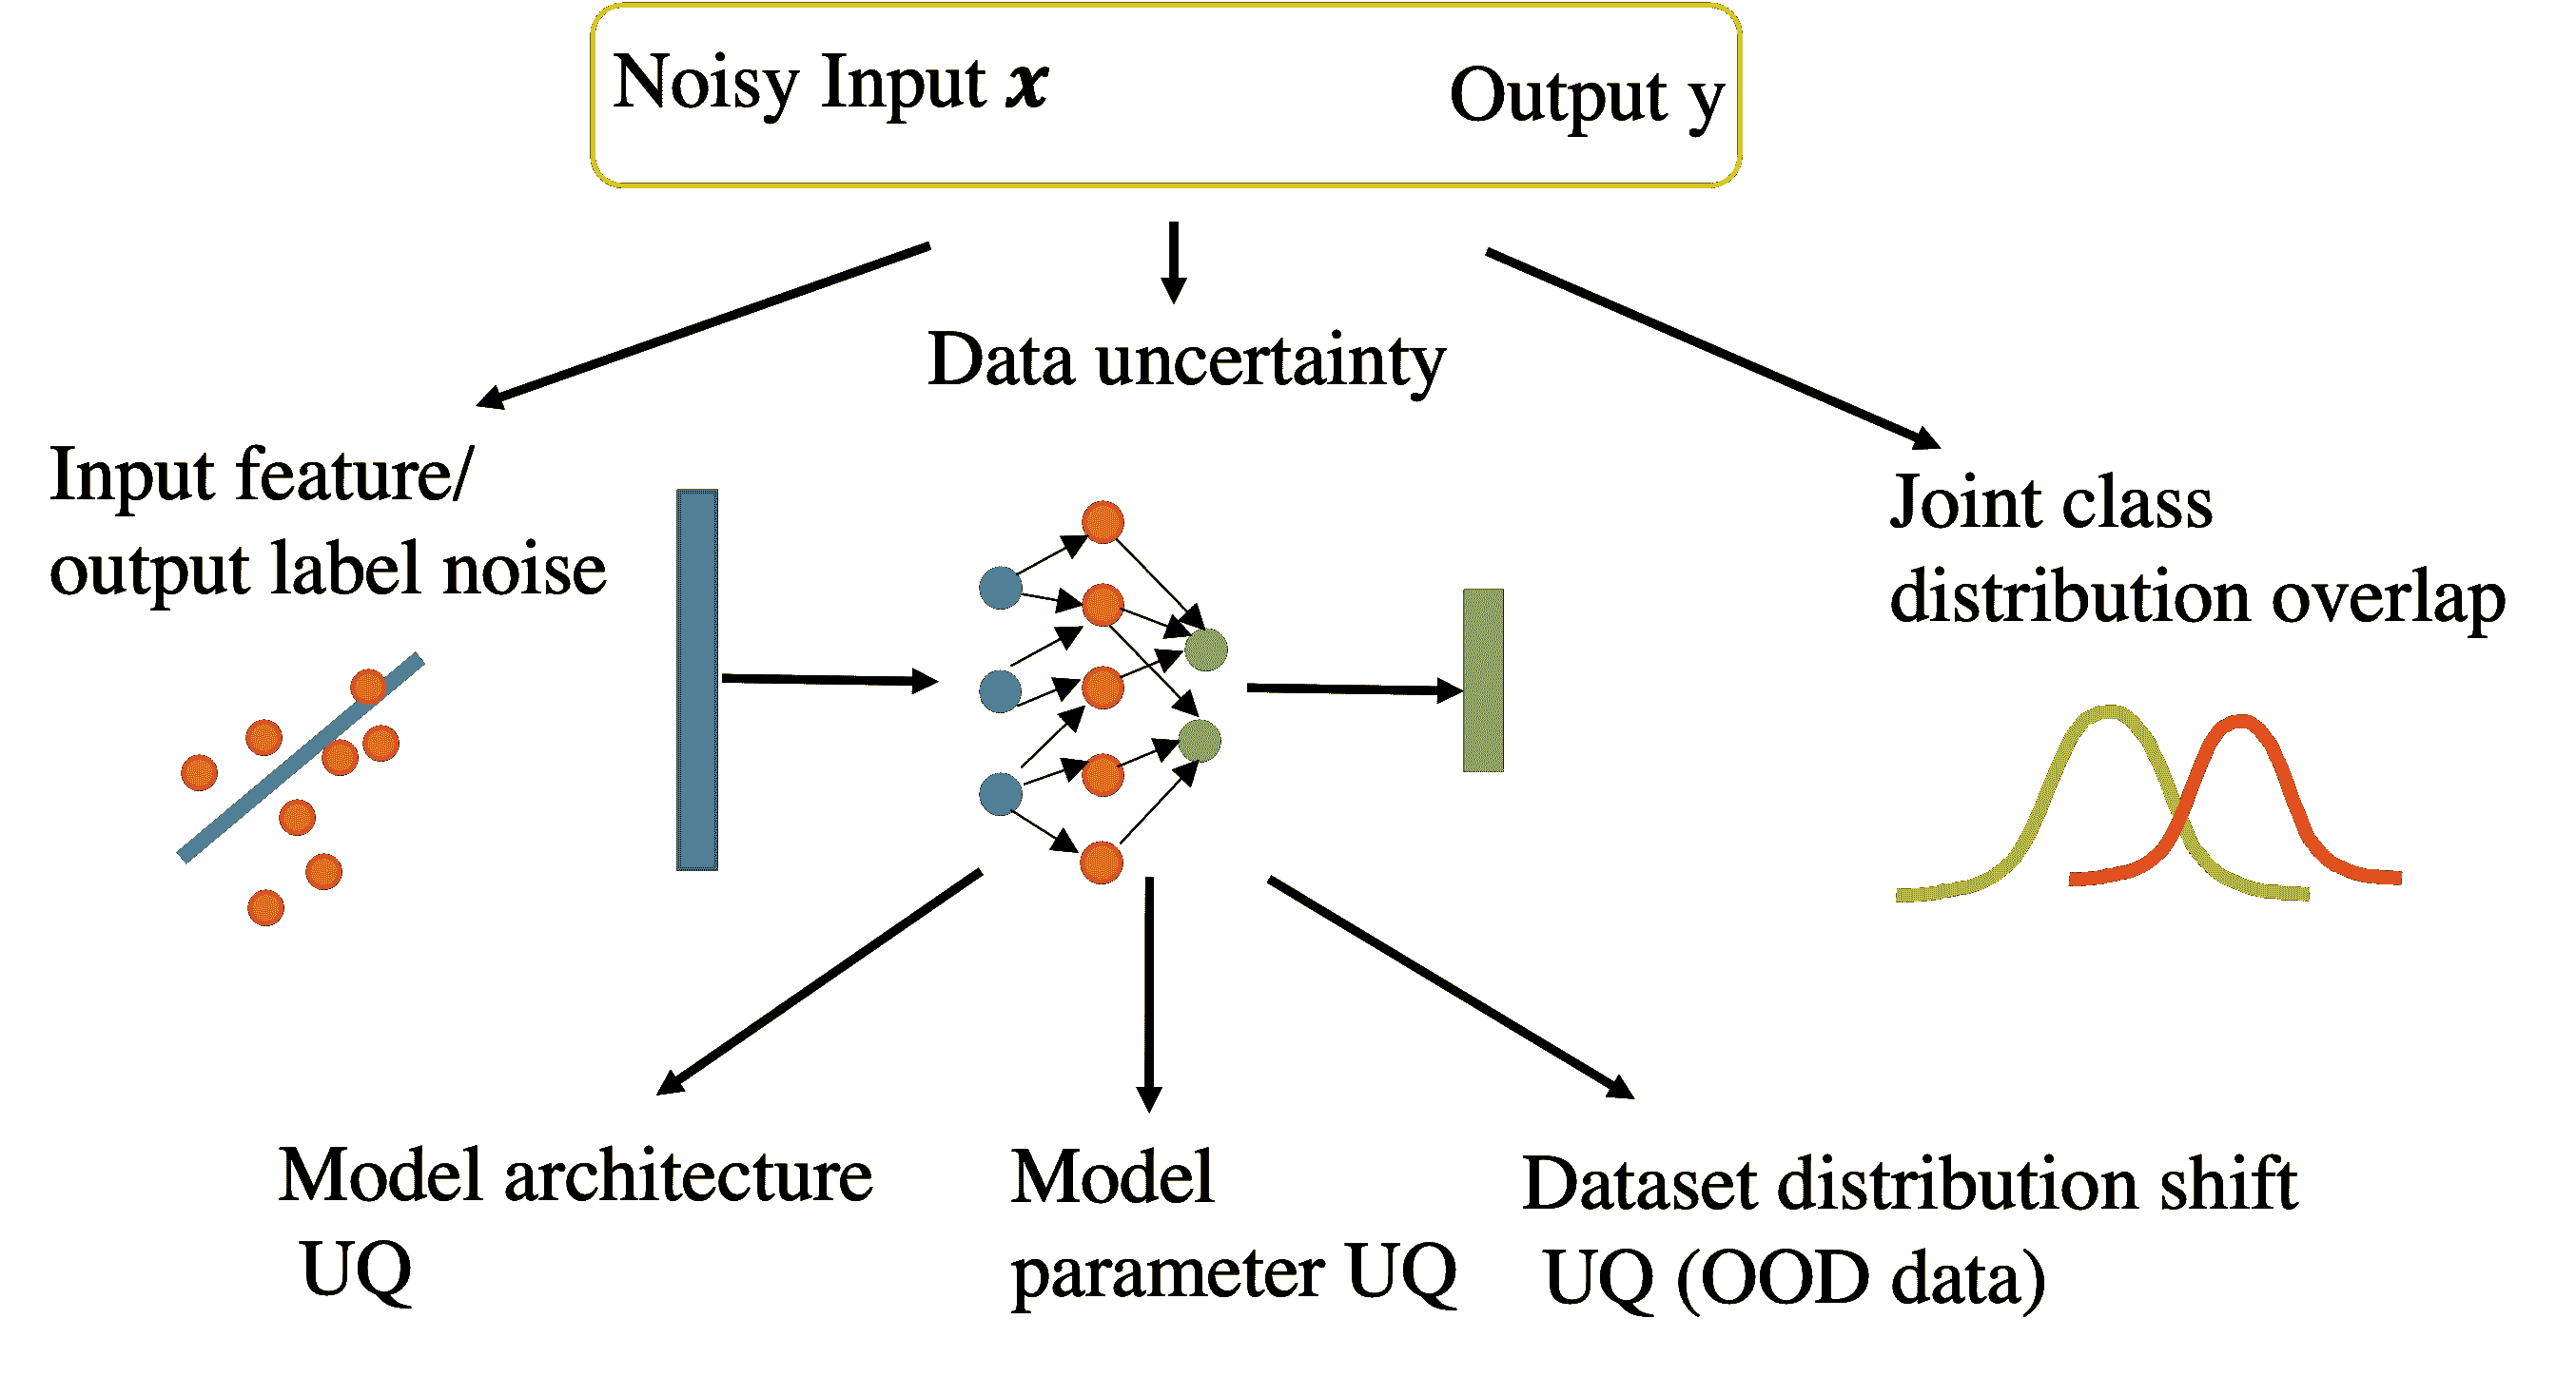 Noisy Input x
Output y
Data uncertainty
Input feature/
output label noise
Joint class
distribution overlap
Model architecture
UQ
Model
parameter UQ
Dataset distribution shift
UQ (OOD data)